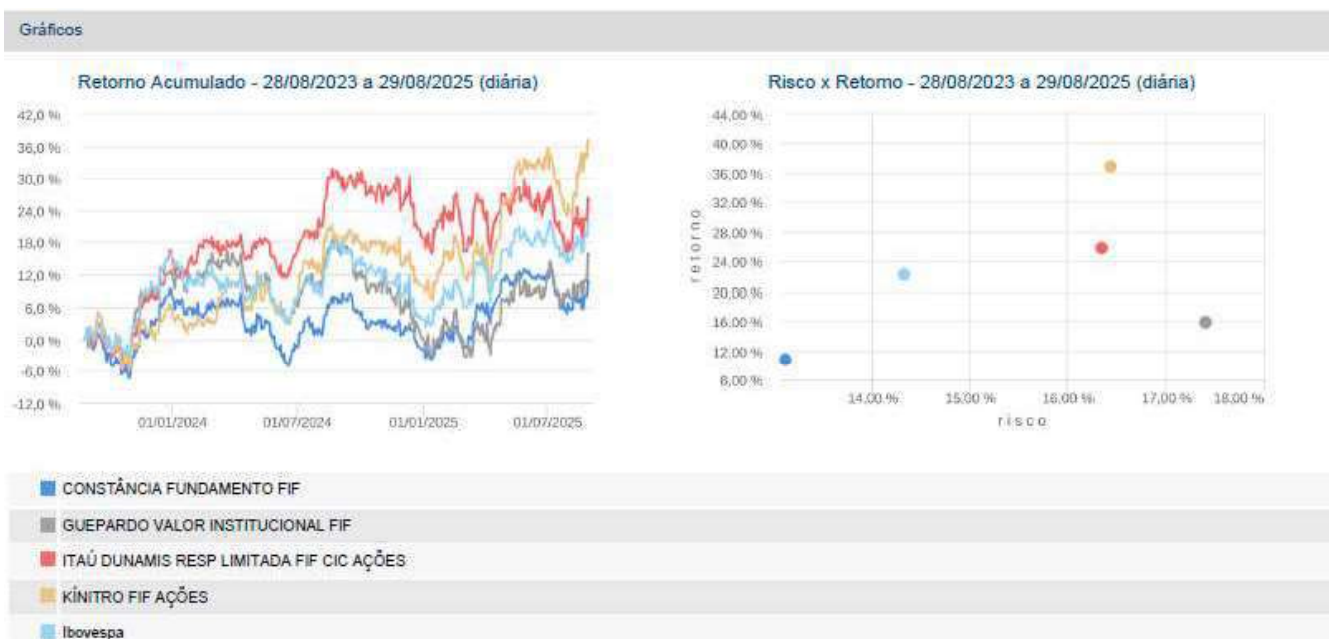 Gráficos
Retorno Acumulado - 28/08/2023 a 29/08/2025 (diária)
42,0 %
36,0 %
30,0 %
24,0 %
18,0 %
12,0 %
6,0 %
0,0 %
-6,0 %
-12,0 %
01/01/2024
01/07/2024
01/01/2025
01/07/2025
Risco x Retorno - 28/08/2023 a 29/08/2025 (diária)
44,00 %
40,00 %
36,00 %
32,00 %
28,00 %
24,00 %
20,00 %
16,00 %
12,00 %
8,00 %
retorno
14,00 %
15,00 %
16,00 %
17,00 %
18,00 %
risco
CONSTÂNCIA FUNDAMENTO FIF
GUEPARDO VALOR INSTITUCIONAL FIF
ITAÚ DUNAMIS RESP LIMITADA FIF CIC AÇÕES
KÍNITRO FIF AÇÕES
Ibovespa